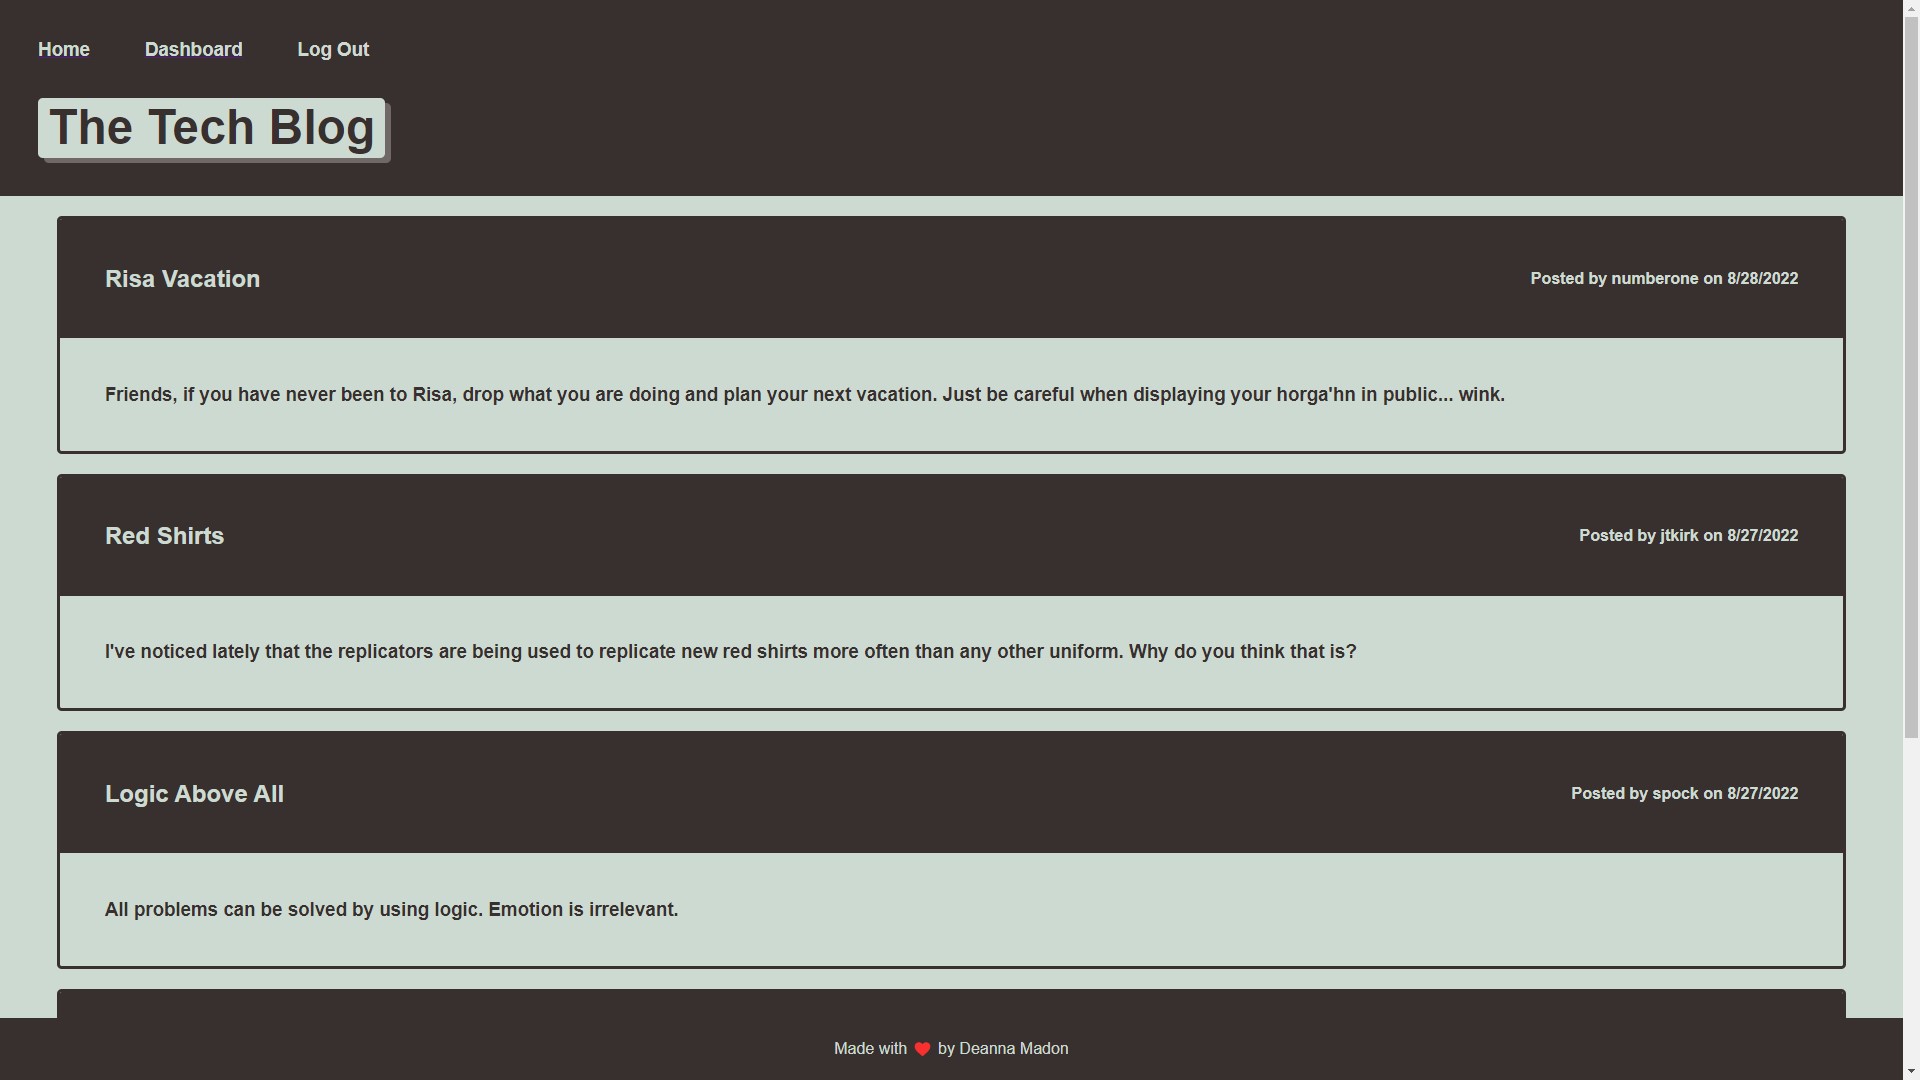 Home Dashboard Log Out
The Tech Blog
Risa Vacation Posted by numberone on 8/28/2022
Friends, if you have never been to Risa, drop what you are doing and plan your next vacation. Just be careful when displaying your horga'hn in public... wink.
Red Shirts Posted by jtkirk on 8/27/2022
I've noticed lately that the replicators are being used to replicate new red shirts more often than any other uniform. Why do you think that is?
Logic Above All Posted by spock on 8/27/2022
All problems can be solved by using logic. Emotion is irrelevant.
Made with ❤️ by Deanna Madon